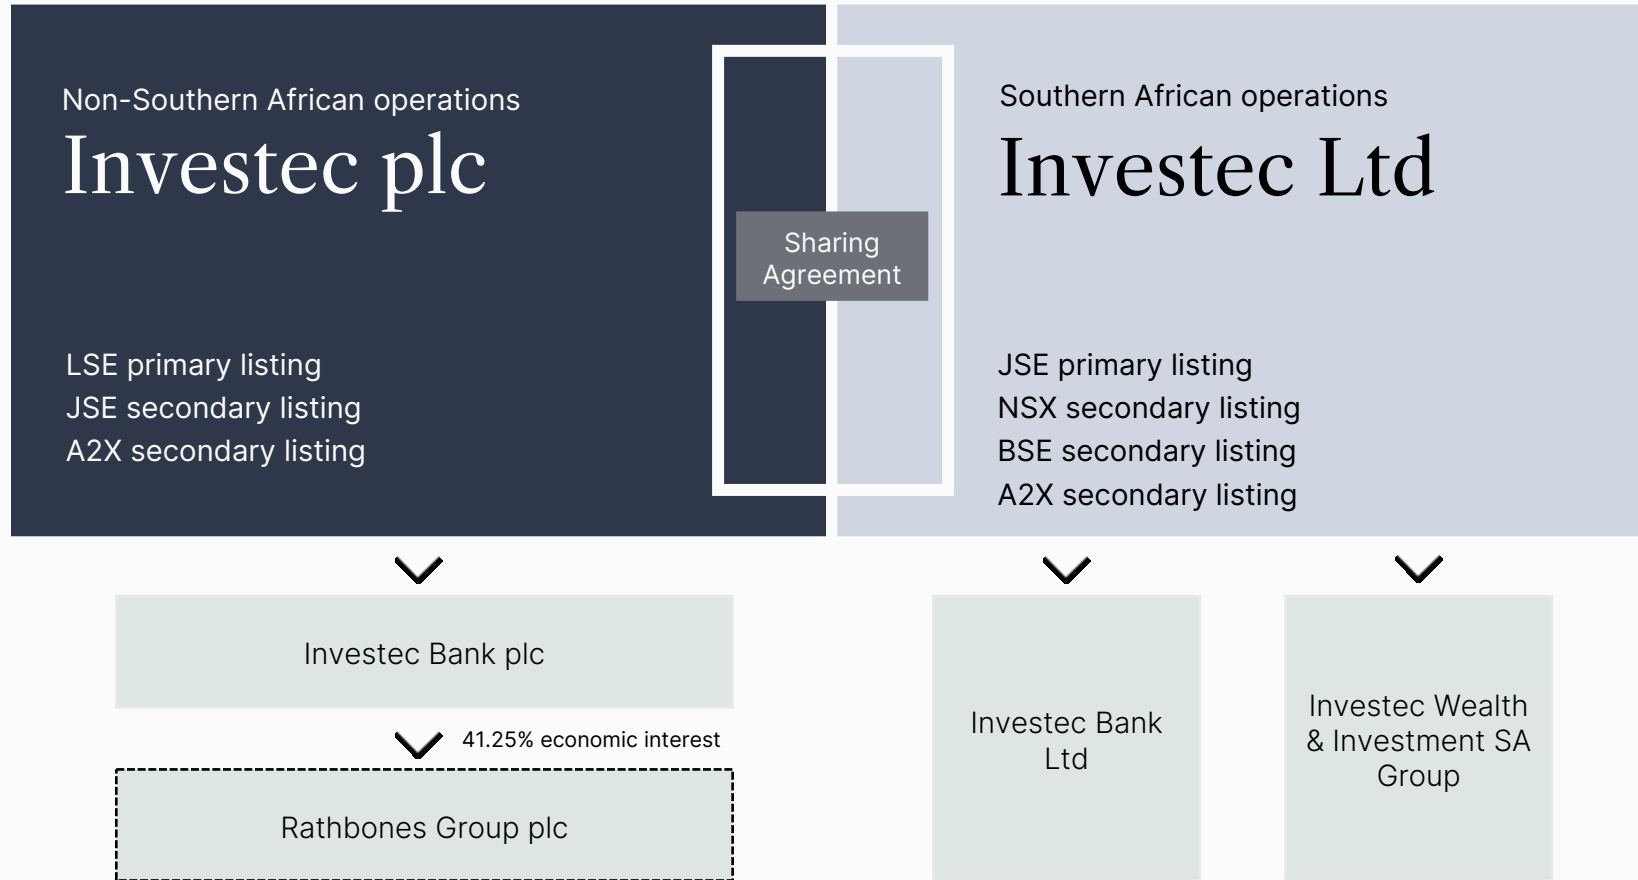 Non-Southern African operations
Investec plc
LSE primary listing
JSE secondary listing
A2X secondary listing
Sharing
Agreement
Southern African operations
Investec Ltd
JSE primary listing
NSX secondary listing
BSE secondary listing
A2X secondary listing
Investec Bank plc
41.25% economic interest
Rathbones Group plc
Investec Bank
Ltd
Investec Wealth
& Investment SA
Group